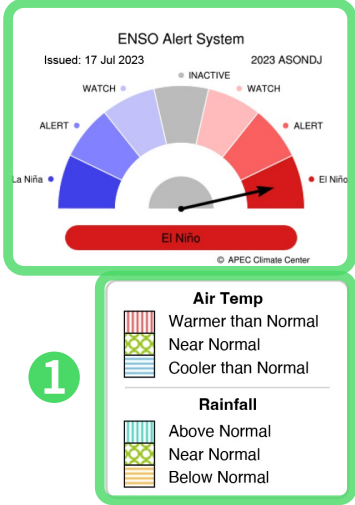 ENSO Alert System
Issued: 17 Jul 2023
2023 ASONDJ
INACTIVE
WATCH
WATCH
ALERT
ALERT
La Niña
El Niño
El Niño
© APEC Climate Center
1
Air Temp
Warmer than Normal
Near Normal
Cooler than Normal
Rainfall
Above Normal
Near Normal
Below Normal